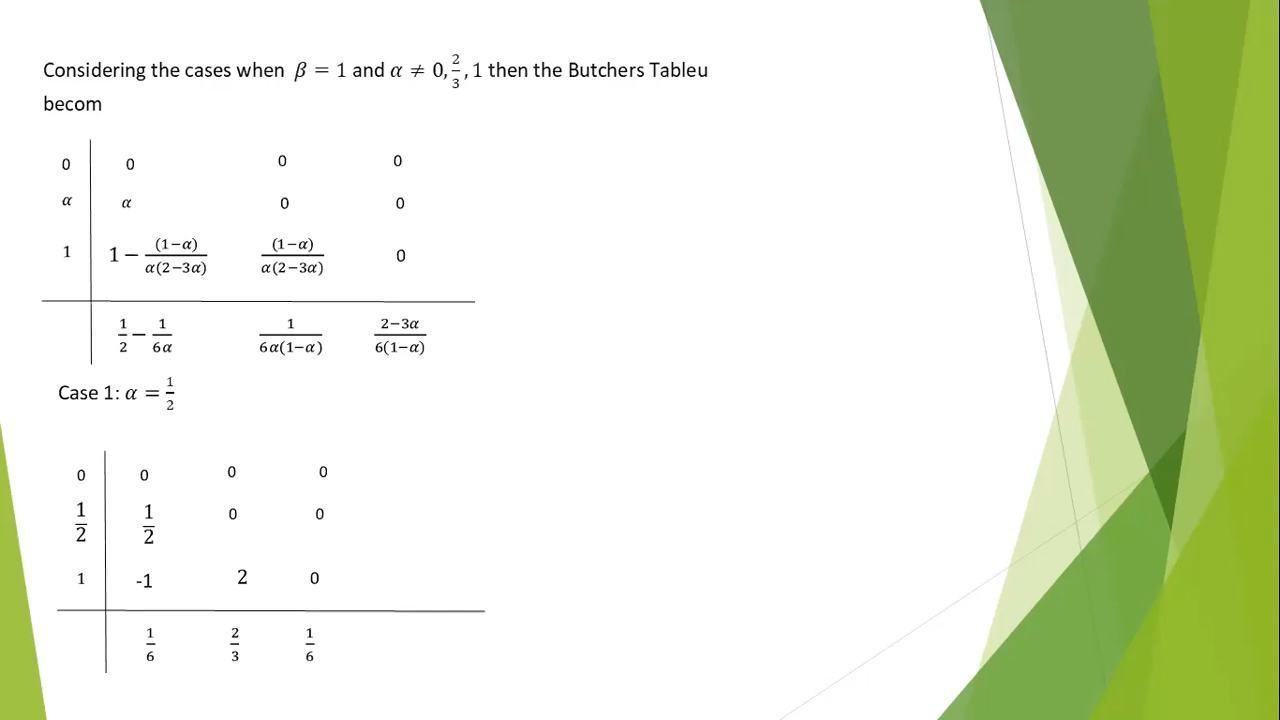 Considering the cases when β = 1 and α ≠ 0, 2/3, 1 then the Butchers Tableu
becom
0 | 0 0 0
α | α 0 0
1 | 1 − (1−α)/α(2−3α) (1−α)/α(2−3α) 0
| 1/2 − 1/6α 1/6α(1−α) 2−3α/6(1−α)
Case 1: α = 1/2
0 | 0 0 0
1/2 | 1/2 0 0
1 | -1 2 0
| 1/6 2/3 1/6